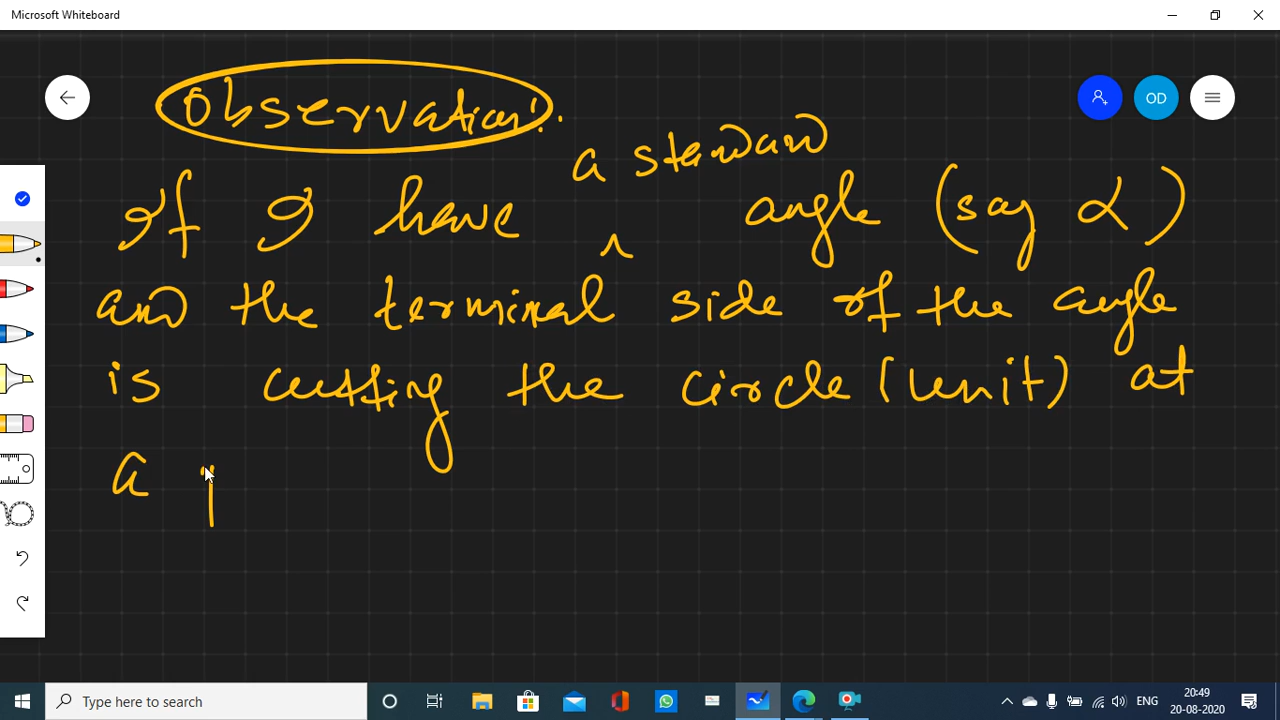 Microsoft Whiteboard
Observation:.
a standard
If I have ^ angle (say α)
and the terminal side of the angle
is cutting the circle (unit) at
a
OD
Type here to search
ENG
20:49
20-08-2020